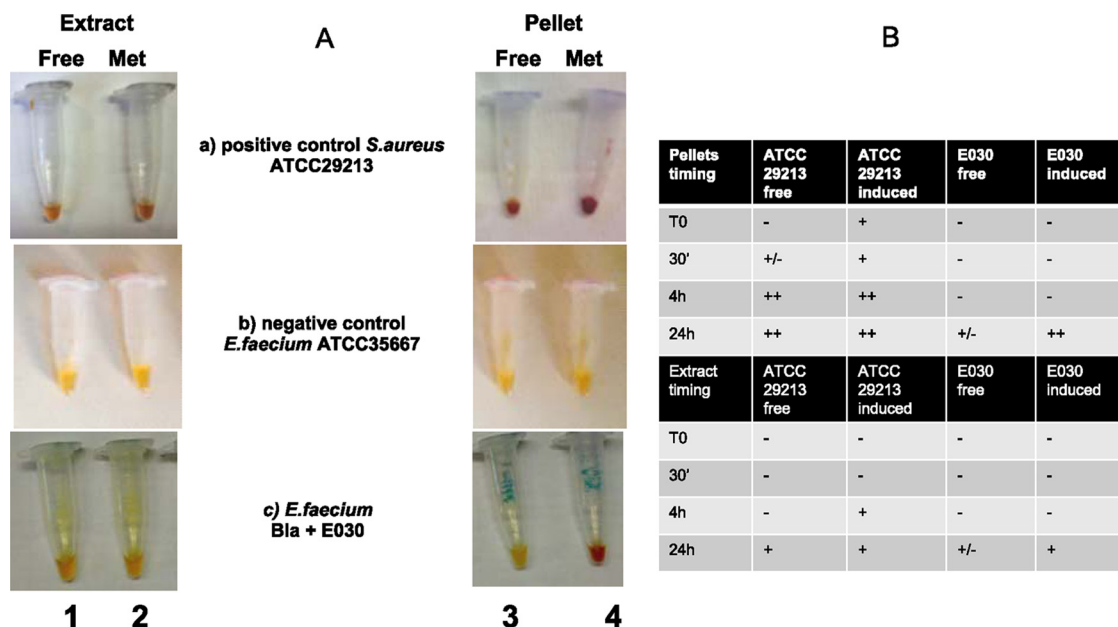 Extract
A
Pellet
B
Free Met
Free Met
a) positive control S.aureus
ATCC29213
b) negative control
E.faecium ATCC35667
c) E.faecium
Bla + E030
1 2 3 4
Pellets timing ATCC 29213 free ATCC 29213 induced E030 free E030 induced
T0 - + - -
30' +/- + - -
4h ++ ++ - -
24h ++ ++ +/- ++
Extract timing ATCC 29213 free ATCC 29213 induced E030 free E030 induced
T0 - - - -
30' - - - -
4h - + - -
24h + + +/- +